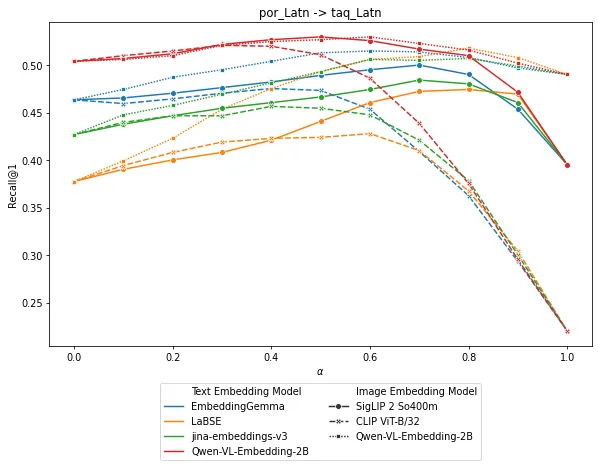 por_Latn -> taq_Latn
Recall@1
0.50
0.45
0.40
0.35
0.30
0.25
0.0 0.2 0.4 0.6 0.8 1.0
α
Text Embedding Model Image Embedding Model
EmbeddingGemma SigLIP 2 So400m
LaBSE CLIP ViT-B/32
jina-embeddings-v3 Qwen-VL-Embedding-2B
Qwen-VL-Embedding-2B